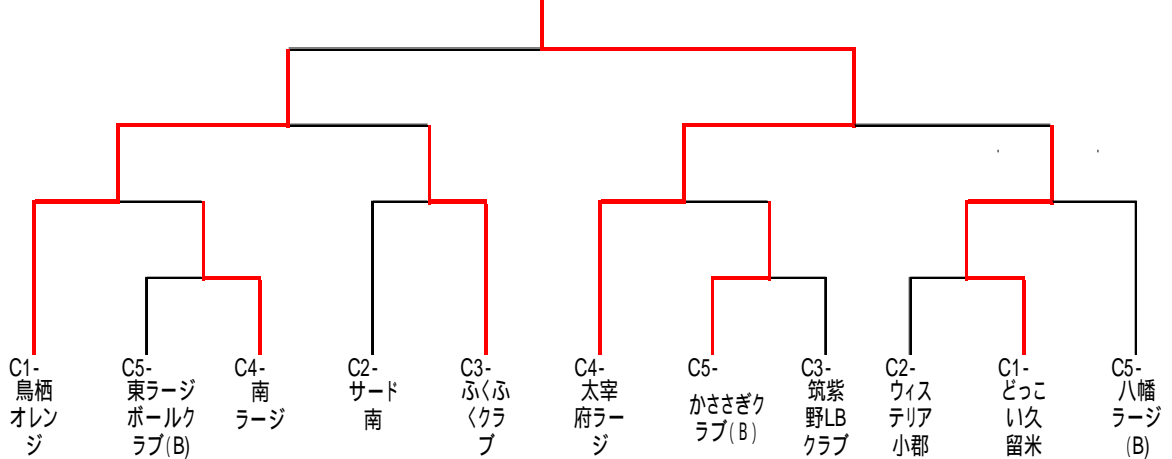 C1-
鳥栖
オレン
ジ
C5-
東ラージ
ボールク
ラブ(B)
C4-
南
ラージ
C2-
サード
南
C3-
ふくふ
くクラ
ブ
C4-
太宰
府ラー
ジ
C5-
かささぎク
ラブ(B)
C3-
筑紫
野LB
クラブ
C2-
ウィス
テリア
小郡
C1-
どっこ
い久
留米
C5-
八幡
ラージ
(B)